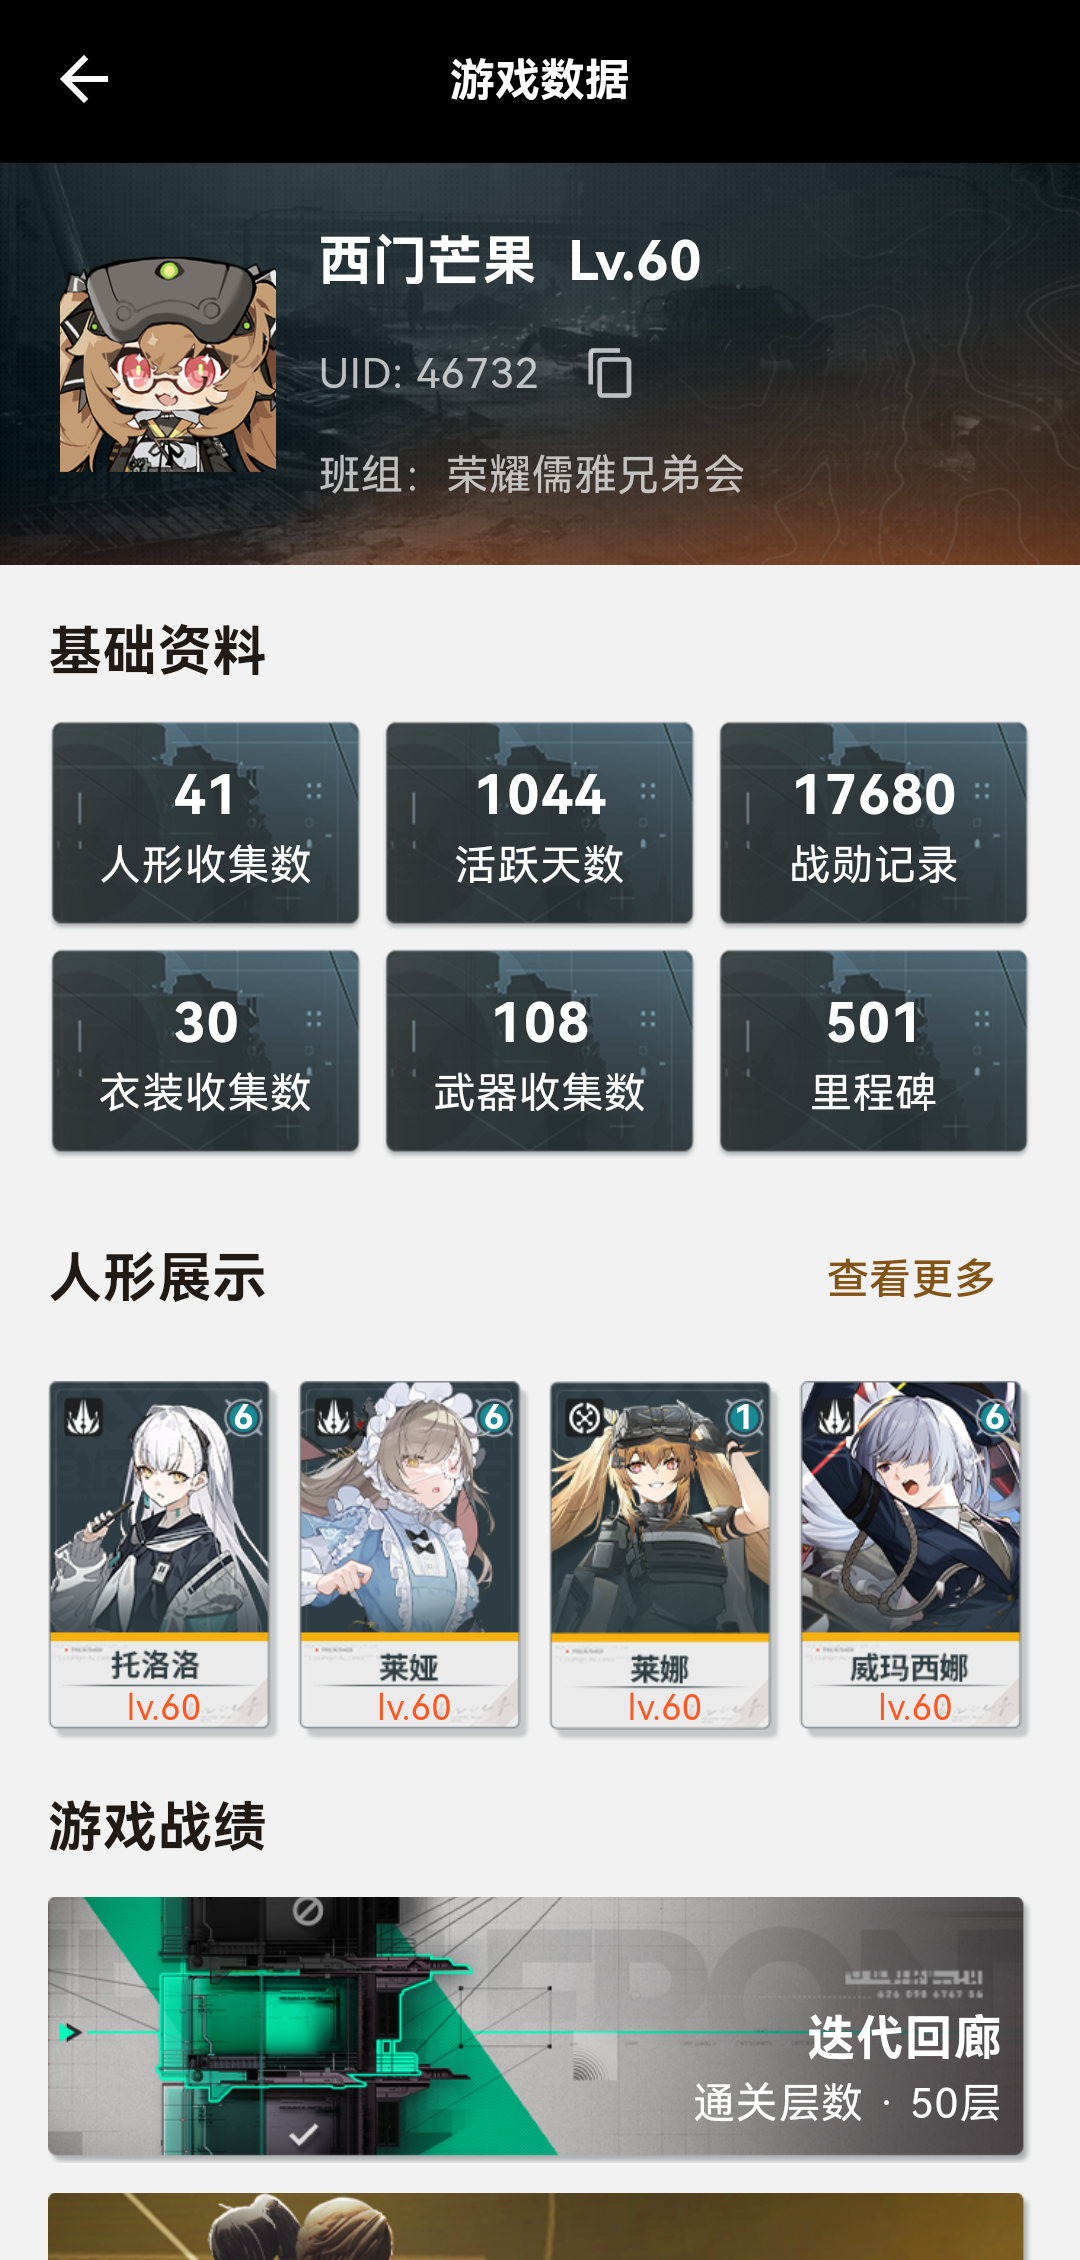 游戏数据
西门芒果 Lv.60
UID: 46732
班组：荣耀儒雅兄弟会
基础资料
41
人形收集数
1044
活跃天数
17680
战勋记录
30
衣装收集数
108
武器收集数
501
里程碑
人形展示
查看更多
6
托洛洛
lv.60
6
莱娅
lv.60
1
莱娜
lv.60
6
威玛西娜
lv.60
游戏战绩
626 098 6767 56
迭代回廊
通关层数 · 50层